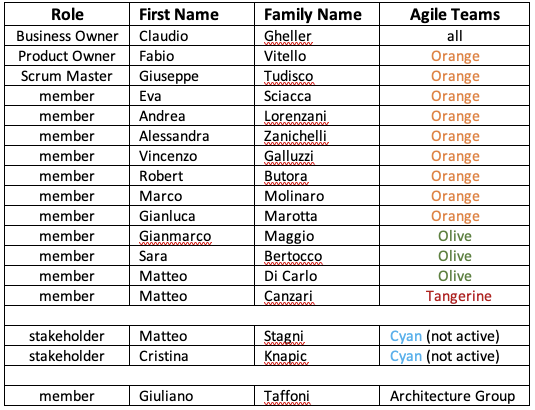 Role First Name Family Name Agile Teams
Business Owner Claudio Gheller all
Product Owner Fabio Vitello Orange
Scrum Master Giuseppe Tudisco Orange
member Eva Sciacca Orange
member Andrea Lorenzani Orange
member Alessandra Zanichelli Orange
member Vincenzo Galluzzi Orange
member Robert Butora Orange
member Marco Molinaro Orange
member Gianluca Marotta Orange
member Gianmarco Maggio Olive
member Sara Bertocco Olive
member Matteo Di Carlo Olive
member Matteo Canzari Tangerine
stakeholder Matteo Stagni Cyan (not active)
stakeholder Cristina Knapic Cyan (not active)
member Giuliano Taffoni Architecture Group